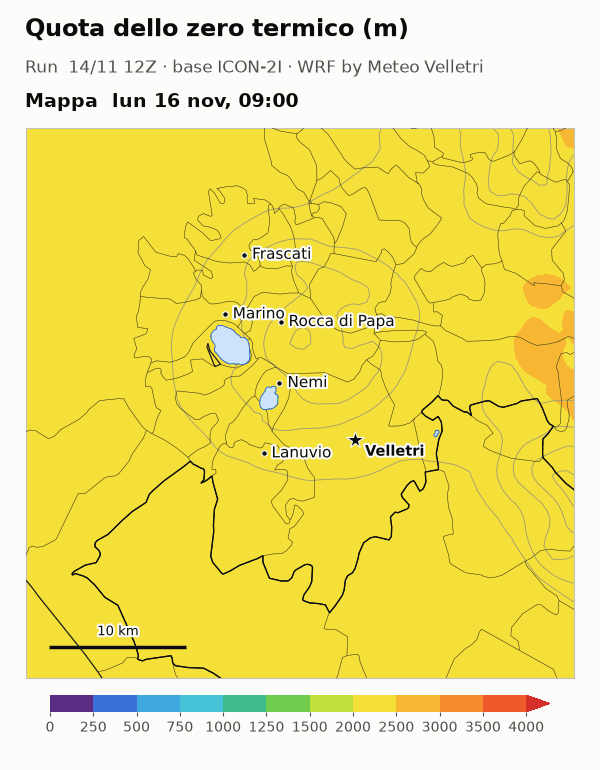 Quota dello zero termico (m)
Run  14/11 12Z · base ICON-2I · WRF by Meteo Velletri
Mappa  lun 16 nov, 09:00
Frascati
Marino
Rocca di Papa
Nemi
Velletri
Lanuvio
10 km
0 250 500 750 1000 1250 1500 2000 2500 3000 3500 4000